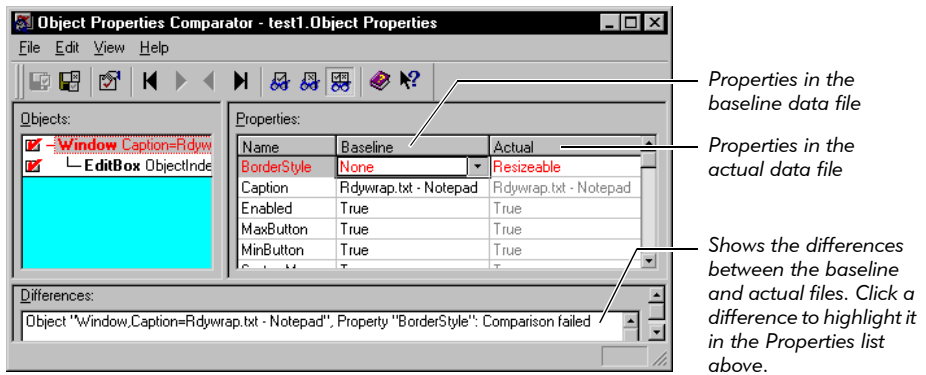 Object Properties Comparator - test1.Object Properties
File Edit View Help
Objects:
Window Caption=Rdyw
EditBox ObjectInde
Properties:
Name Baseline Actual
BorderStyle None Resizeable
Caption Rdywrap.txt - Notepad Rdywrap.txt - Notepad
Enabled True True
MaxButton True True
MinButton True True
Differences:
Object "Window,Caption=Rdywrap.txt - Notepad", Property "BorderStyle": Comparison failed
Properties in the
baseline data file
Properties in the
actual data file
Shows the differences
between the baseline
and actual files. Click a
difference to highlight it
in the Properties list
above.